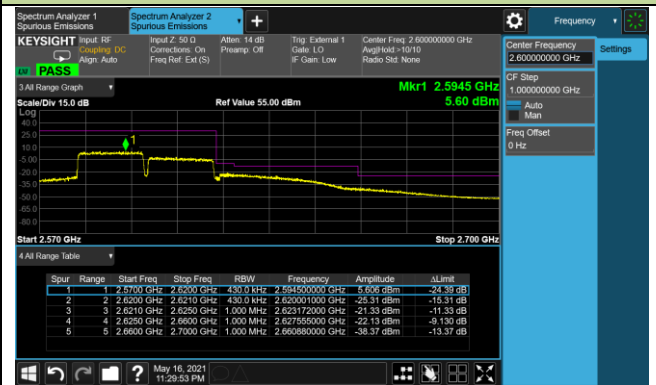 Spectrum Analyzer 1
Spurious Emissions
Spectrum Analyzer 2
Spurious Emissions
+
Frequency
KEYSIGHT
Input: RF
Coupling: DC
Align: Auto
Input Z: 50 Ω
Corrections: On
Freq Ref: Ext (S)
Atten: 14 dB
Preamp: Off
Trig: External 1
Gate: LO
IF Gain: Low
Center Freq: 2.600000000 GHz
Avg|Hold:>10/10
Radio Std: None
PASS
Center Frequency
2.600000000 GHz
Settings
CF Step
1.000000000 GHz
Auto
Man
Freq Offset
0 Hz
3 All Range Graph
Mkr1 2.5945 GHz
Scale/Div 15.0 dB
Ref Value 55.00 dBm
5.60 dBm
Log
40.0
25.0
10.0
-5.00
-20.0
-35.0
-50.0
-65.0
-80.0
1
Start 2.570 GHz
Stop 2.700 GHz
4 All Range Table
Spur Range Start Freq Stop Freq RBW Frequency Amplitude ΔLimit
1 1 2.5700 GHz 2.6200 GHz 430.0 kHz 2.594500000 GHz 5.606 dBm -24.39 dB
2 2 2.6200 GHz 2.6210 GHz 430.0 kHz 2.620001000 GHz -25.31 dBm -15.31 dB
3 3 2.6210 GHz 2.6250 GHz 1.000 MHz 2.623172000 GHz -21.33 dBm -11.33 dB
4 4 2.6250 GHz 2.6600 GHz 1.000 MHz 2.627555000 GHz -22.13 dBm -9.130 dB
5 5 2.6600 GHz 2.7000 GHz 1.000 MHz 2.660880000 GHz -38.37 dBm -13.37 dB
?
May 16, 2021
11:29:53 PM